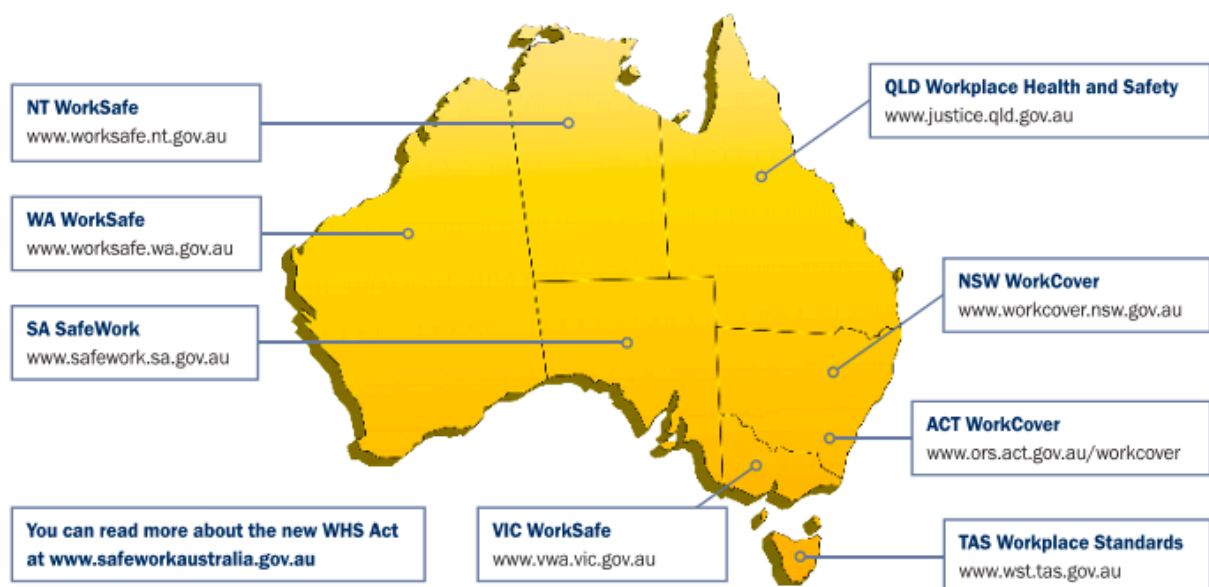 NT WorkSafe
www.worksafe.nt.gov.au
QLD Workplace Health and Safety
www.justice.qld.gov.au
WA WorkSafe
www.worksafe.wa.gov.au
NSW WorkCover
www.workcover.nsw.gov.au
SA SafeWork
www.safework.sa.gov.au
ACT WorkCover
www.ors.act.gov.au/workcover
You can read more about the new WHS Act
at www.safeworkaustralia.gov.au
VIC WorkSafe
www.vwa.vic.gov.au
TAS Workplace Standards
www.wst.tas.gov.au